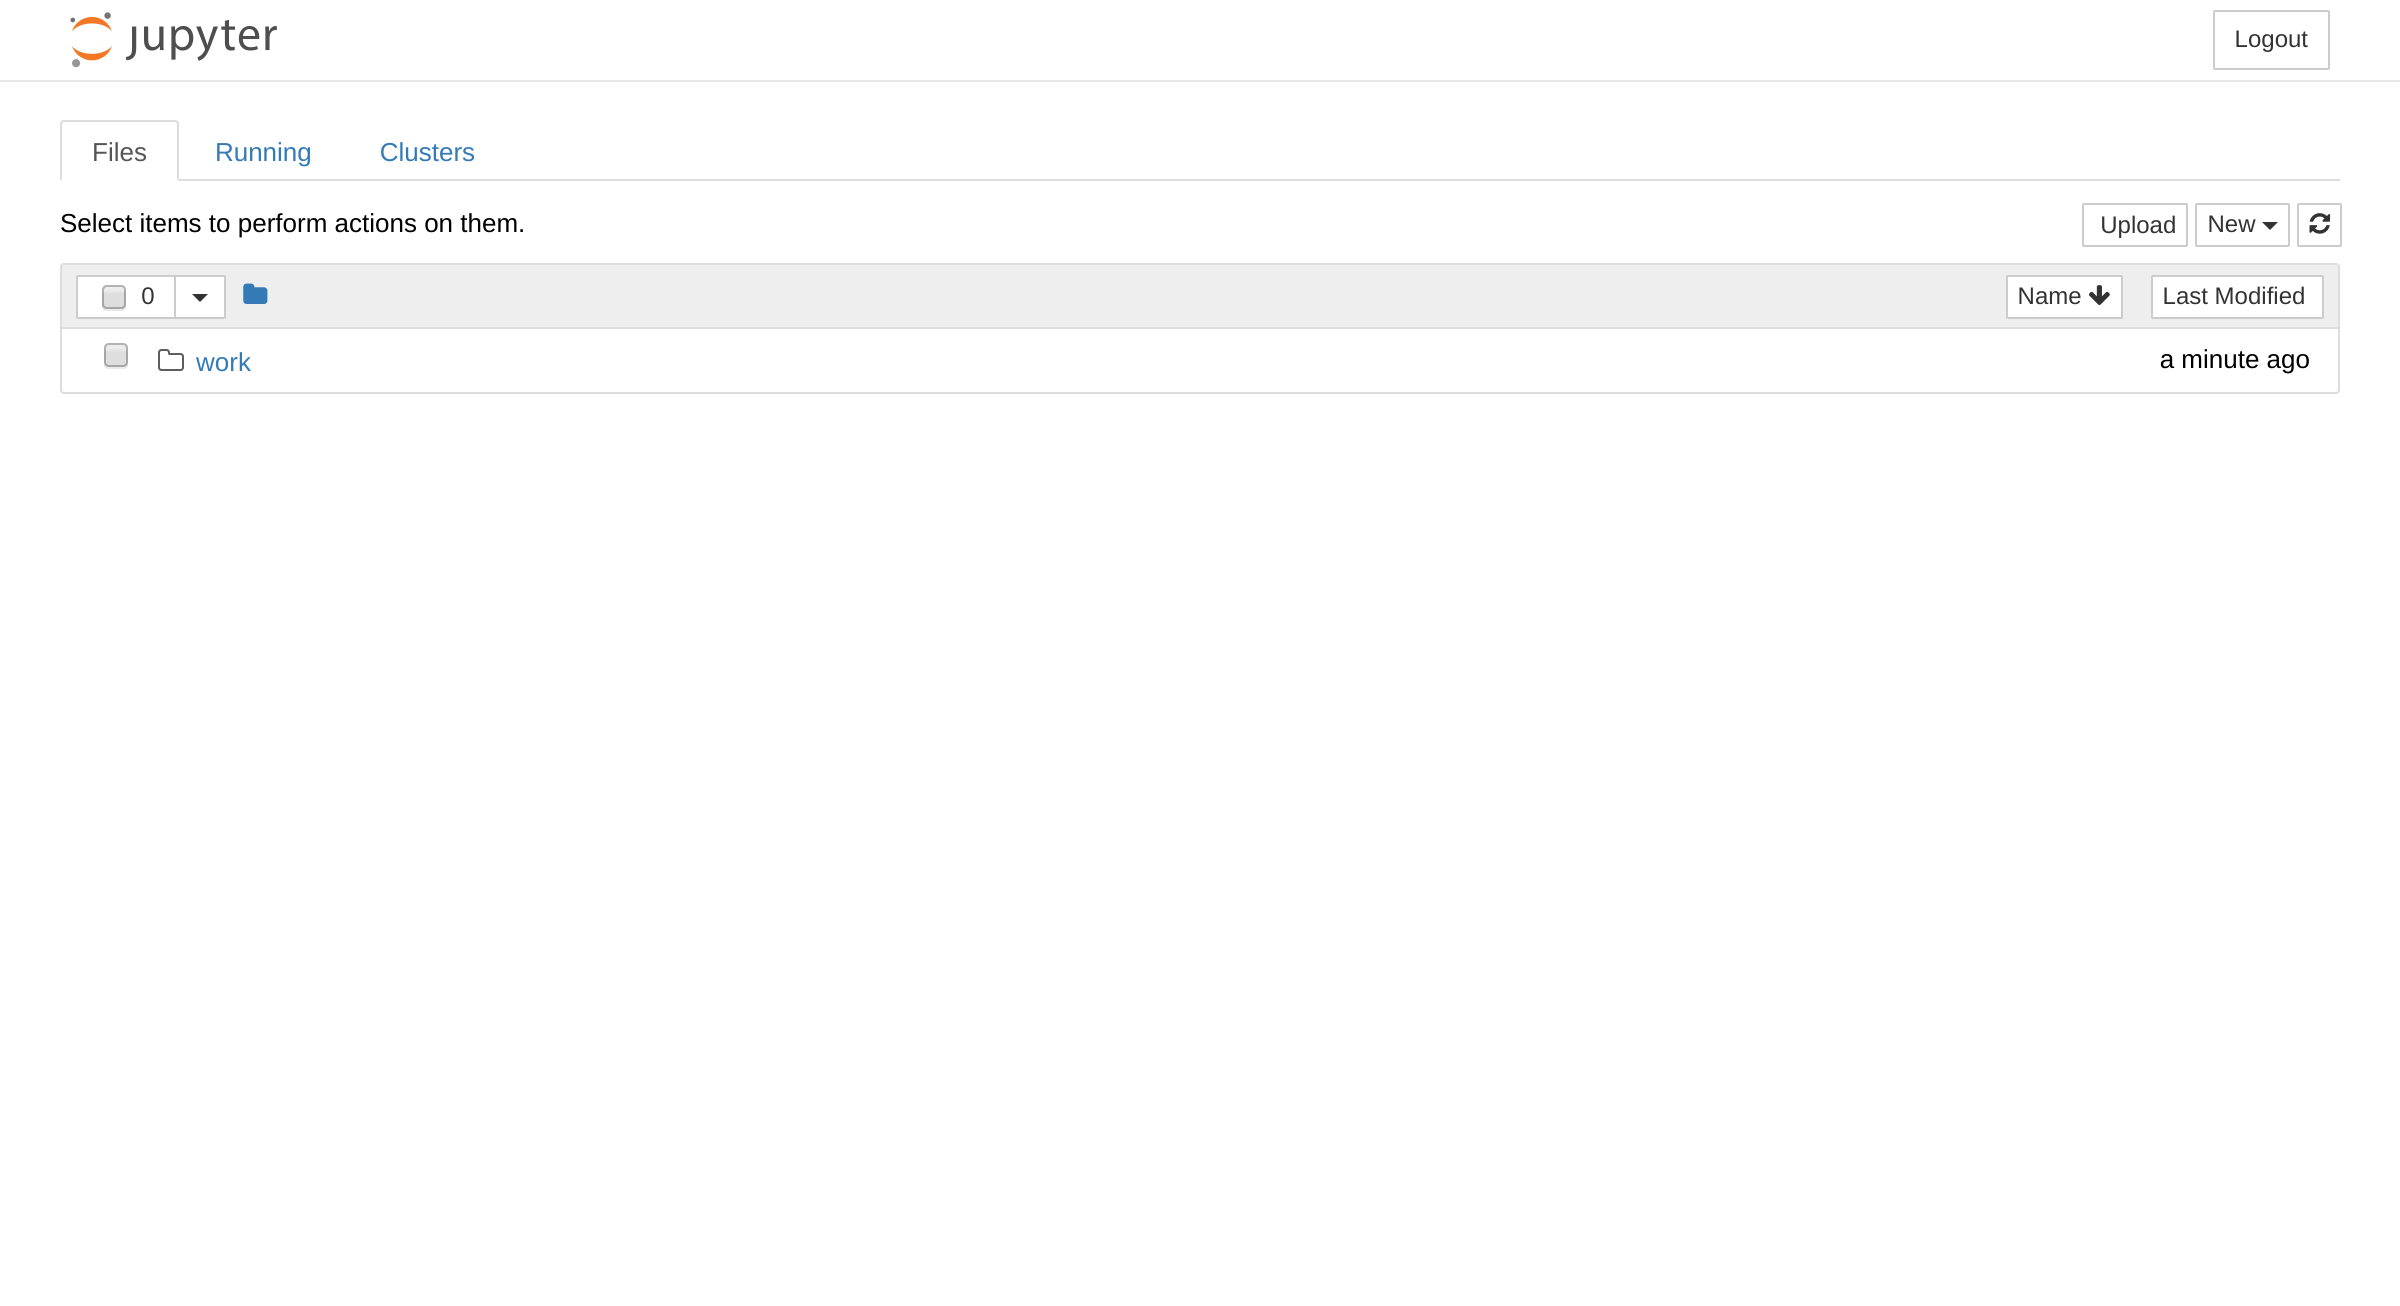 jupyter
Logout
Files Running Clusters
Select items to perform actions on them.
Upload New
0 Name Last Modified
work a minute ago